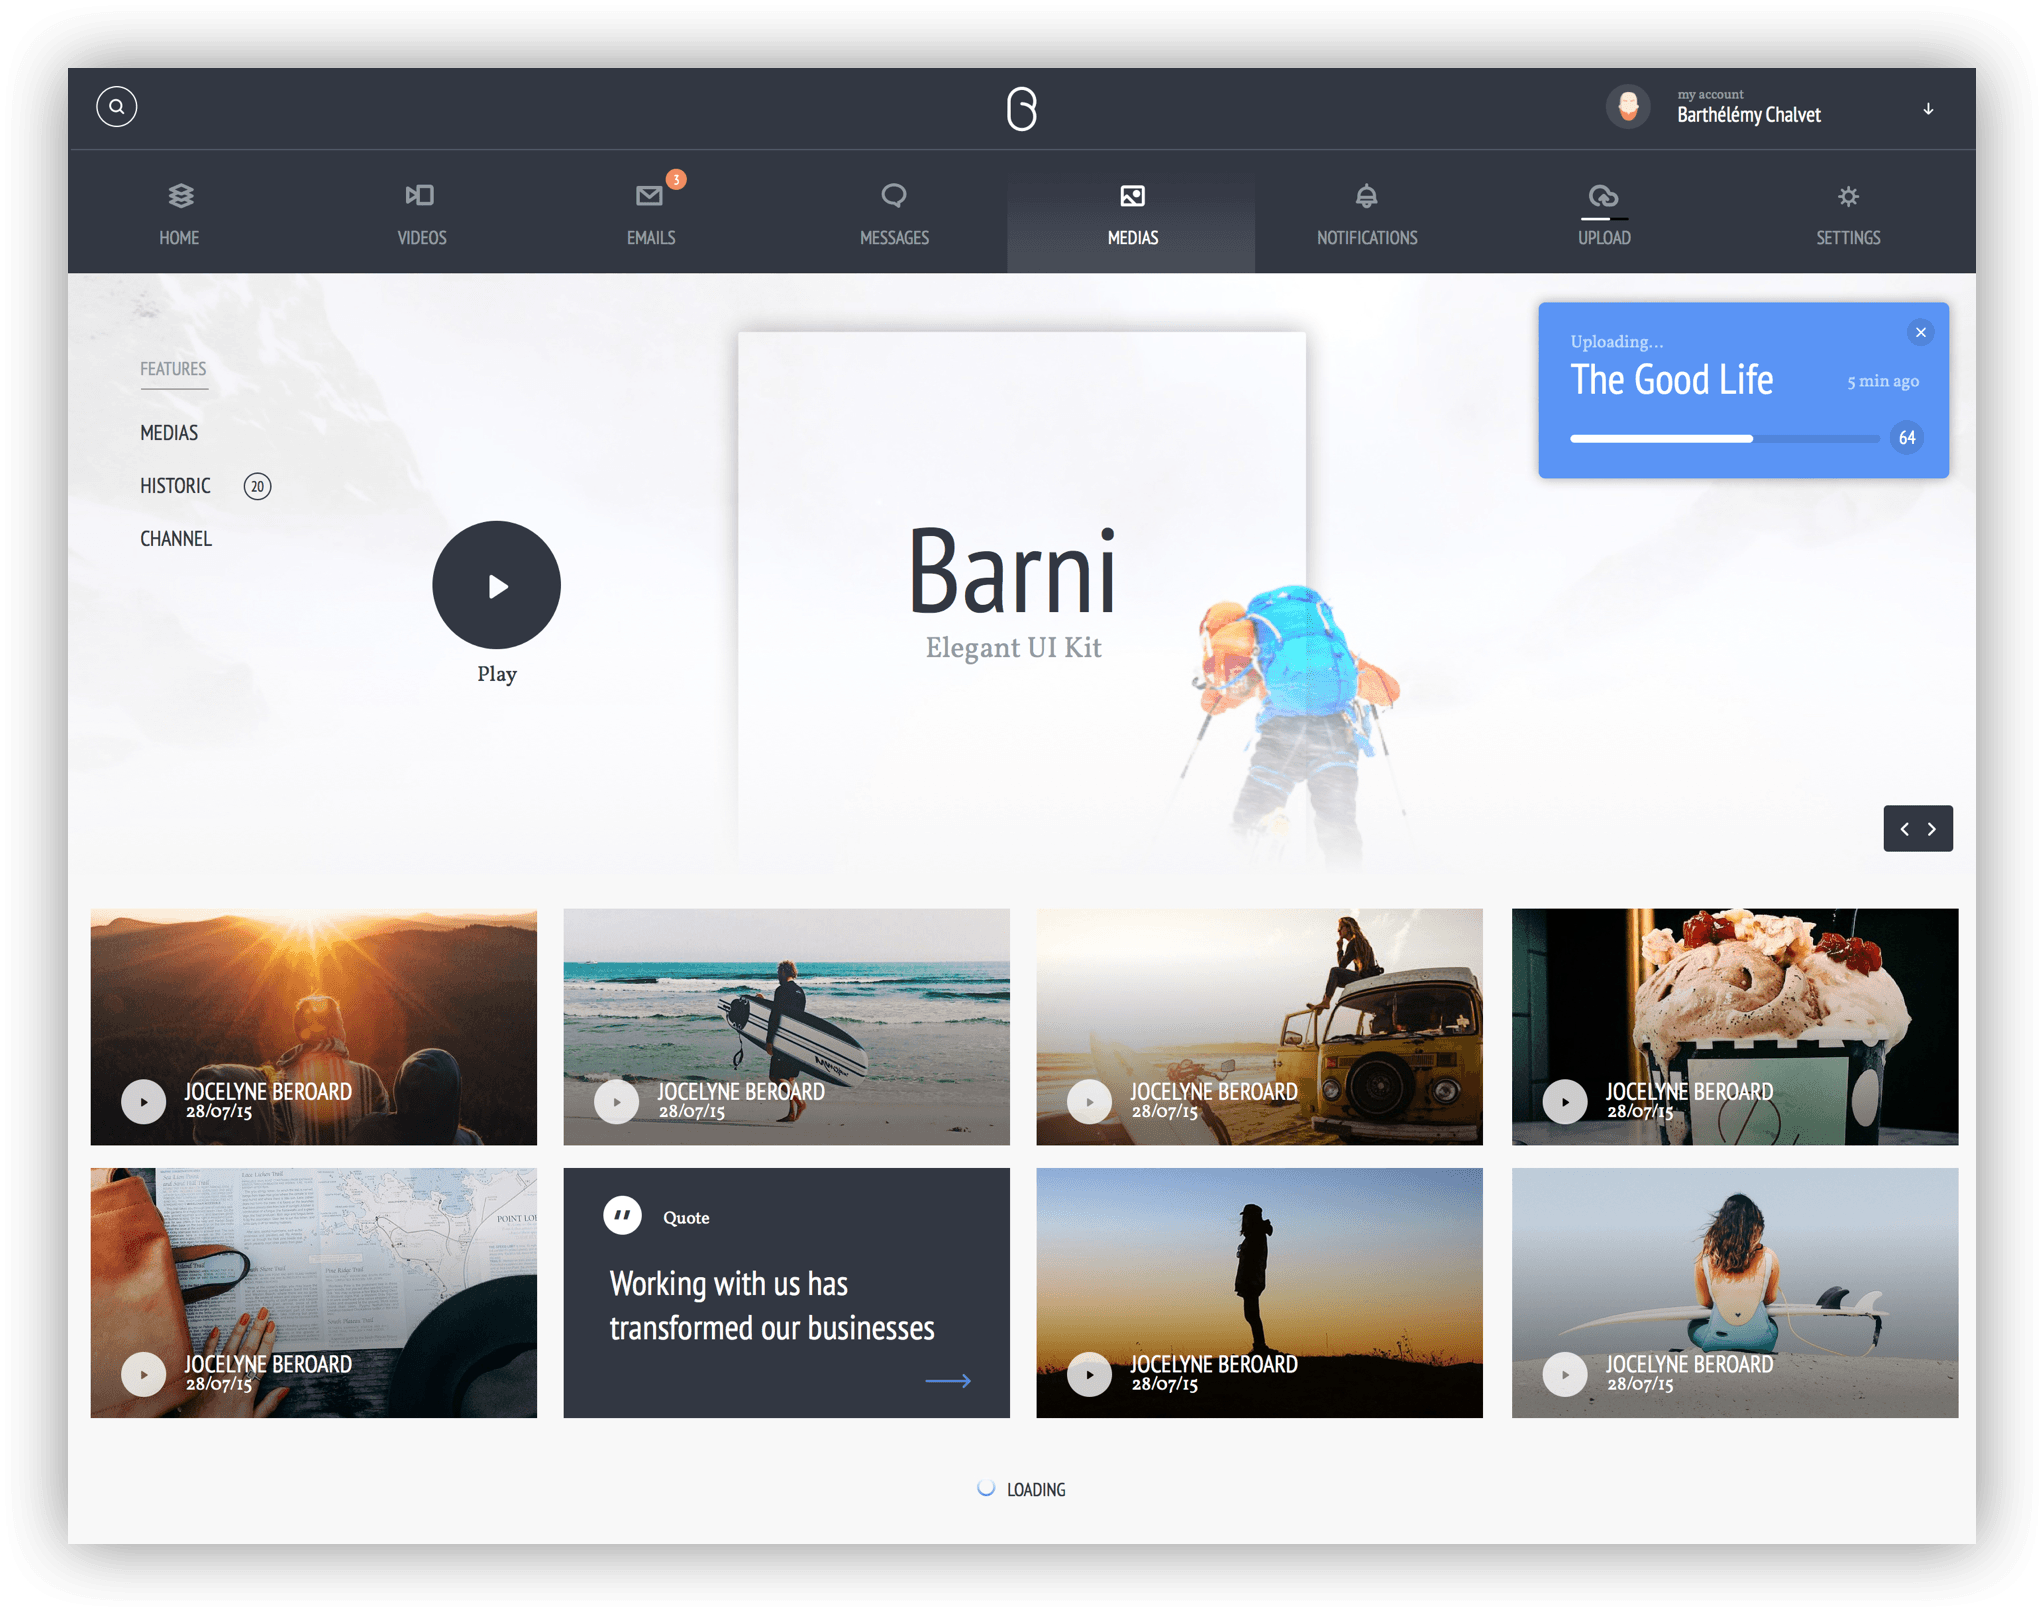 my account
Barthélémy Chalvet
3
HOME
VIDEOS
EMAILS
MESSAGES
MEDIAS
NOTIFICATIONS
UPLOAD
SETTINGS
FEATURES
MEDIAS
HISTORIC 20
CHANNEL
Play
Barni
Elegant UI Kit
Uploading...
The Good Life
5 min ago
64
JOCELYNE BEROARD
28/07/15
JOCELYNE BEROARD
28/07/15
JOCELYNE BEROARD
28/07/15
JOCELYNE BEROARD
28/07/15
POINT
JOCELYNE BEROARD
28/07/15
Quote
Working with us has
transformed our businesses
JOCELYNE BEROARD
28/07/15
JOCELYNE BEROARD
28/07/15
LOADING